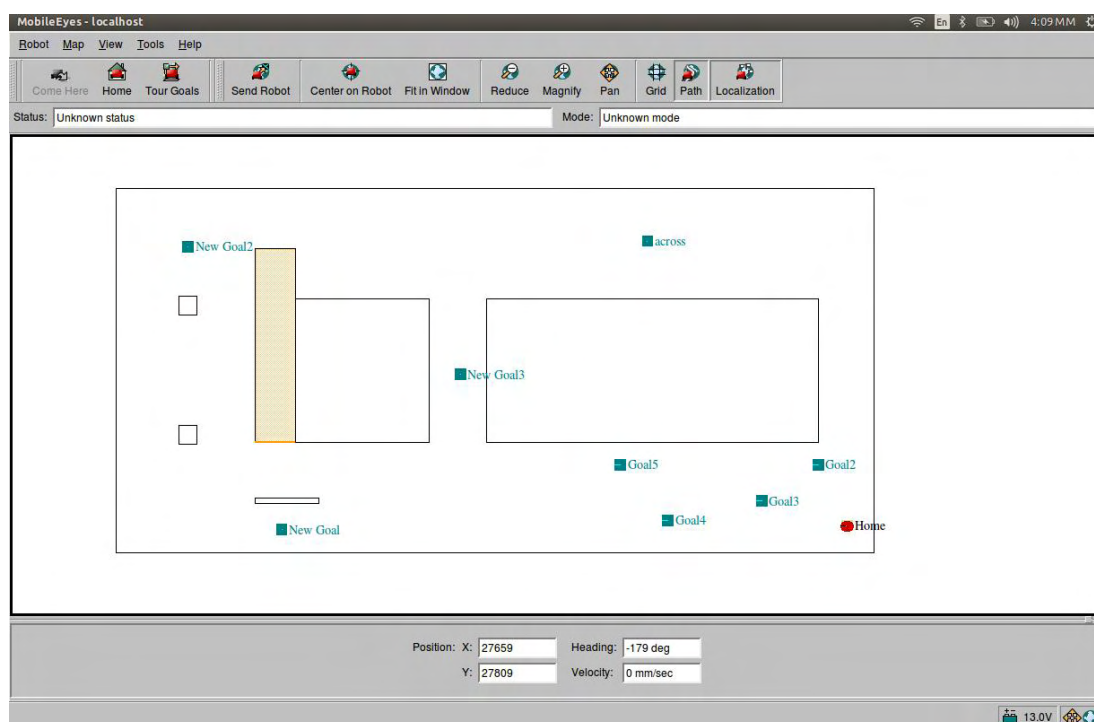 MobileEyes - localhost
En 4:09 MM
Robot Map View Tools Help
Come Here Home Tour Goals Send Robot Center on Robot Fit in Window Reduce Magnify Pan Grid Path Localization
Status: Unknown status Mode: Unknown mode
across
New Goal2
New Goal3
Goal5 Goal2
Goal3
Goal4
Home
New Goal
Position: X: 27659 Heading: -179 deg
Y: 27809 Velocity: 0 mm/sec
13.0V